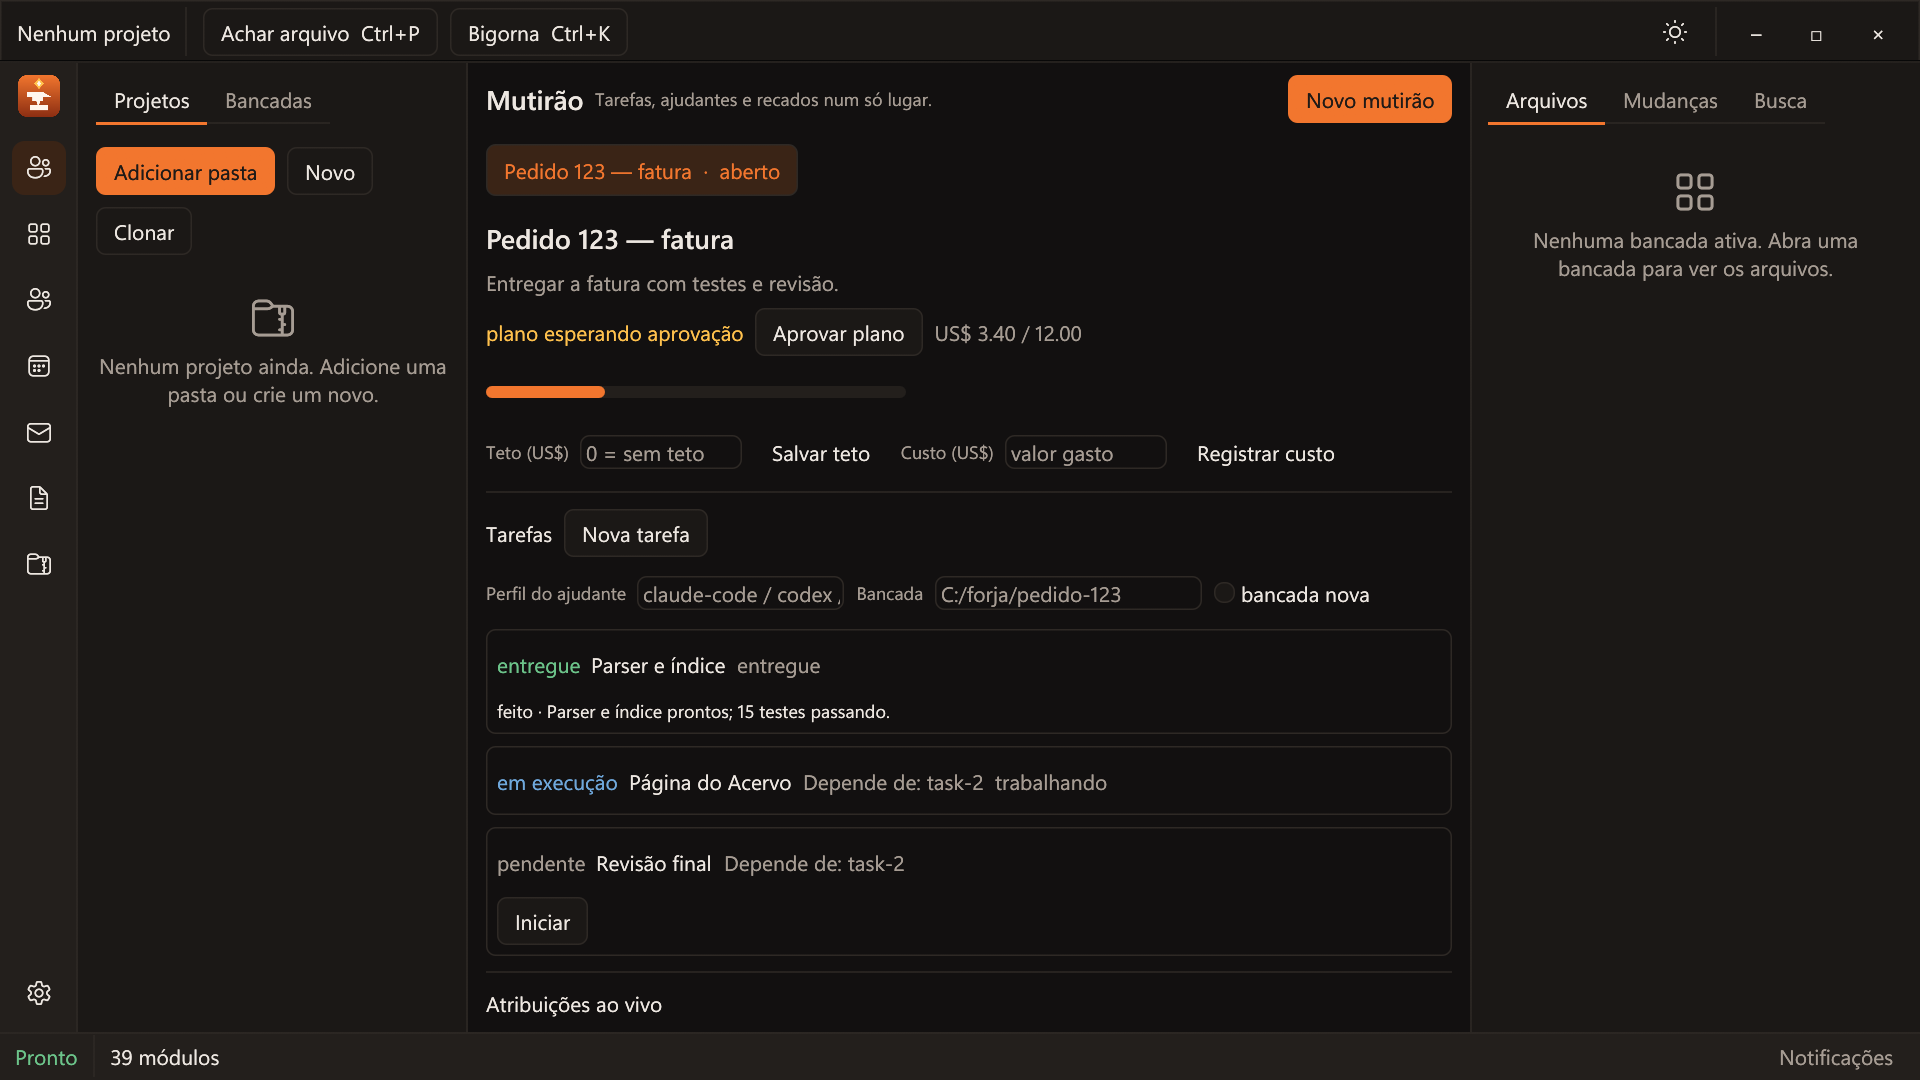 Nenhum projeto
Achar arquivo Ctrl+P
Bigorna Ctrl+K
Projetos
Bancadas
Adicionar pasta
Novo
Clonar
Nenhum projeto ainda. Adicione uma
pasta ou crie um novo.
Mutirão Tarefas, ajudantes e recados num só lugar.
Novo mutirão
Pedido 123 — fatura · aberto
Pedido 123 — fatura
Entregar a fatura com testes e revisão.
plano esperando aprovação Aprovar plano US$ 3.40 / 12.00
Teto (US$) 0 = sem teto Salvar teto Custo (US$) valor gasto Registrar custo
Tarefas Nova tarefa
Perfil do ajudante claude-code / codex / Bancada C:/forja/pedido-123 bancada nova
entregue Parser e índice entregue
feito · Parser e índice prontos; 15 testes passando.
em execução Página do Acervo Depende de: task-2 trabalhando
pendente Revisão final Depende de: task-2
Iniciar
Atribuições ao vivo
Arquivos
Mudanças
Busca
Nenhuma bancada ativa. Abra uma
bancada para ver os arquivos.
Pronto
39 módulos
Notificações